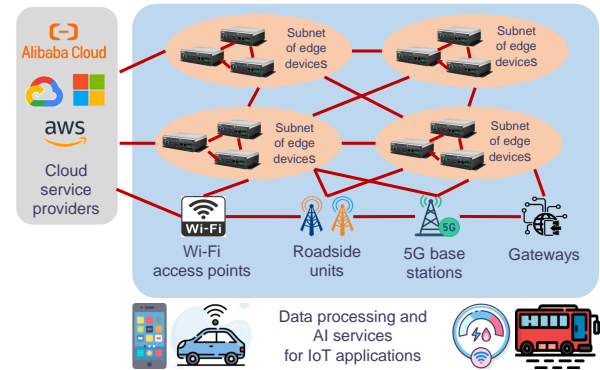 Alibaba Cloud
aws
Cloud
service
providers
Subnet
of edge
devices
Subnet
of edge
devices
Subnet
of edge
devices
Subnet
of edge
devices
Wi-Fi
Wi-Fi
access points
Roadside
units
5G
5G base
stations
Gateways
Data processing and
AI services
for IoT applications